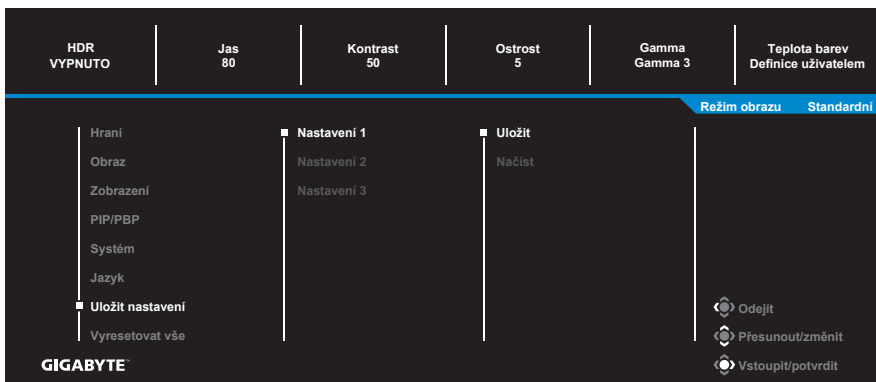 HDR
VYPNUTO
Jas
80
Kontrast
50
Ostrost
5
Gamma
Gamma 3
Teplota barev
Definice uživatelem
Režim obrazu Standardní
Hraní
Obraz
Zobrazení
PIP/PBP
Systém
Jazyk
Uložit nastavení
Vyresetovat vše
Nastavení 1
Nastavení 2
Nastavení 3
Uložit
Načíst
Odejít
Přesunout/změnit
Vstoupit/potvrdit
GIGABYTE™